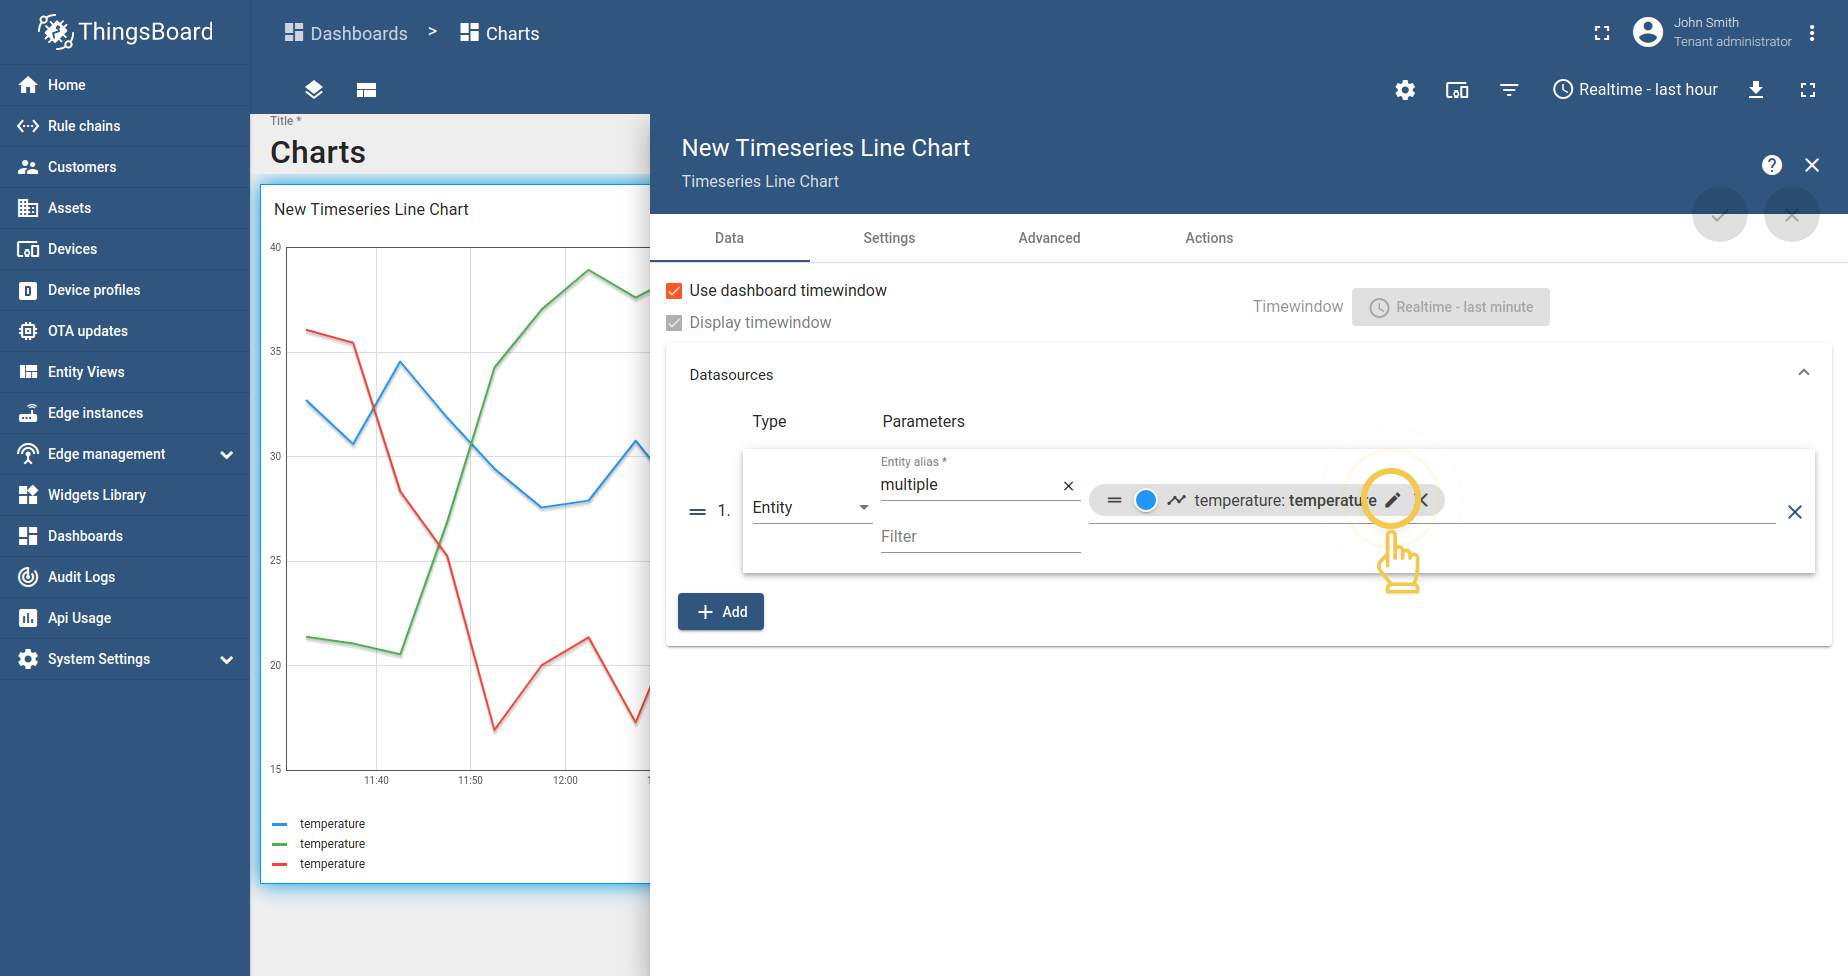 ThingsBoard
Dashboards > Charts
John Smith
Tenant administrator
Home
Rule chains
Customers
Assets
Devices
Device profiles
OTA updates
Entity Views
Edge instances
Edge management
Widgets Library
Dashboards
Audit Logs
Api Usage
System Settings
Realtime - last hour
Title *
Charts
New Timeseries Line Chart
40
35
30
25
20
15
11:40 11:50 12:00
temperature
temperature
temperature
New Timeseries Line Chart
Timeseries Line Chart
Data Settings Advanced Actions
Use dashboard timewindow
Display timewindow
Timewindow Realtime - last minute
Datasources
Type Parameters
1. Entity
Entity alias *
multiple
Filter
temperature: temperature
Add